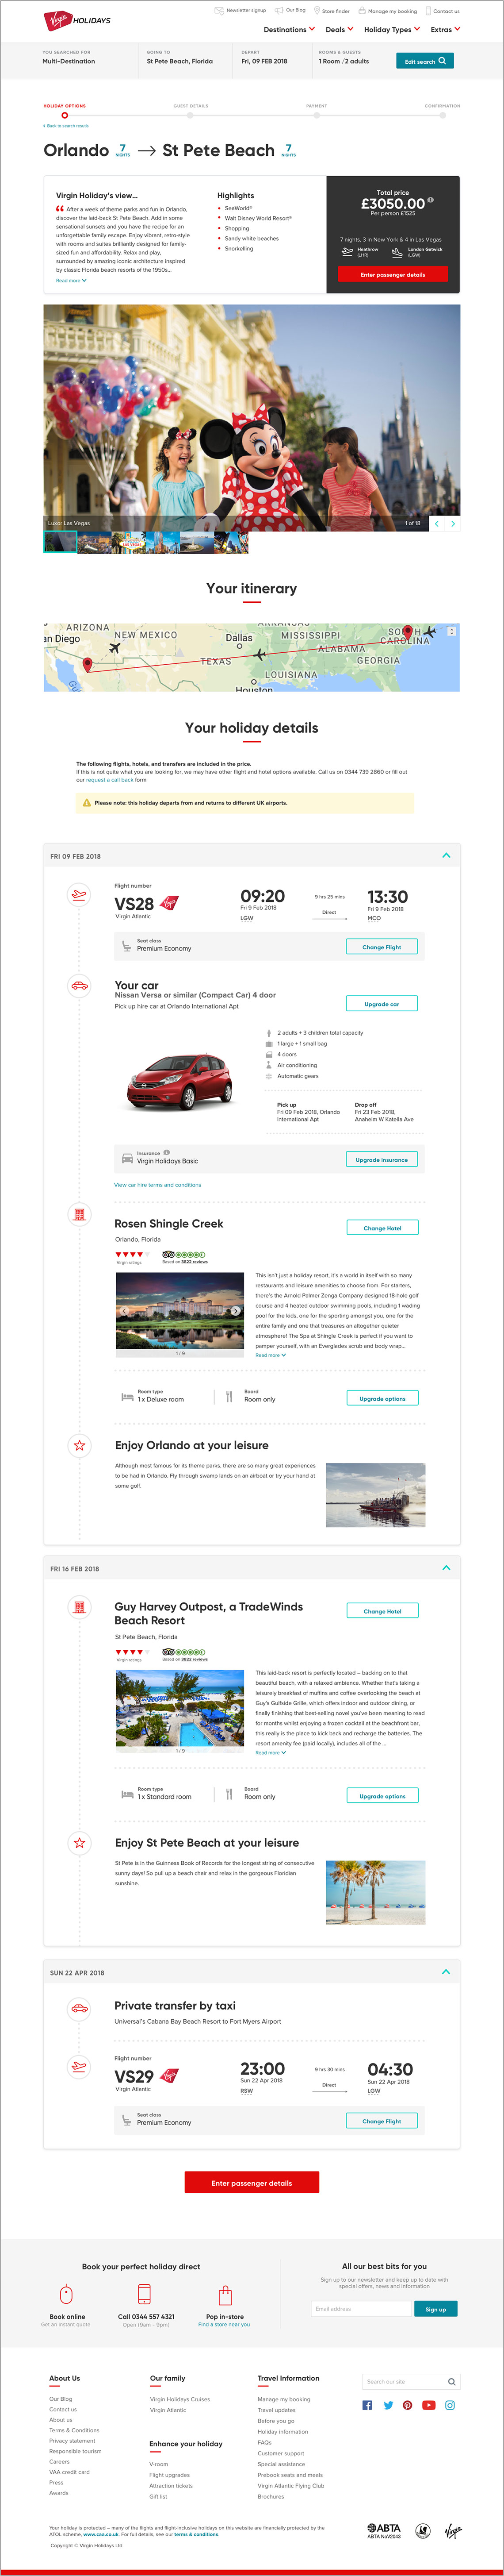 Virgin HOLIDAYS
Newsletter signup
Our Blog
Store finder
Manage my booking
Contact us
Destinations
Deals
Holiday Types
Extras
YOU SEARCHED FOR
Multi-Destination
GOING TO
St Pete Beach, Florida
DEPART
Fri, 09 FEB 2018
ROOMS & GUESTS
1 Room / 2 adults
Edit search
HOLIDAY OPTIONS
GUEST DETAILS
PAYMENT
CONFIRMATION
Back to search results
Orlando 7 NIGHTS St Pete Beach 7 NIGHTS
Virgin Holiday's view...
After a week of theme parks and fun in Orlando,
discover the laid-back St Pete Beach. Add in some
sensational sunsets and you have the recipe for an
unforgettable family escape. Enjoy vibrant, retro-style
with rooms and suites brilliantly designed for family-
sized fun and affordability. Relax and play,
surrounded by amazing iconic architecture inspired
by classic Florida beach resorts of the 1950s...
Read more
Highlights
SeaWorld®
Walt Disney World Resort®
Shopping
Sandy white beaches
Snorkelling
Total price
£3050.00
Per person £1525
7 nights, 3 in New York & 4 in Las Vegas
Heathrow
(LHR)
London Gatwick
(LGW)
Enter passenger details
Luxor Las Vegas
1 of 18
Your itinerary
ARIZONA
an Diego
NEW MEXICO
Dallas
TEXAS
MISSISSIPPI
ALABAMA
LOUISIANA
GEORGIA
SOUTH
CAROLINA
Houston
Your holiday details
The following flights, hotels, and transfers are included in the price.
If this is not quite what you are looking for, we may have other flight and hotel options available. Call us on 0344 739 2860 or fill out
our request a call back form
Please note: this holiday departs from and returns to different UK airports.
FRI 09 FEB 2018
Flight number
VS28
Virgin Atlantic
09:20
Fri 9 Feb 2018
LGW
9 hrs 25 mins
Direct
13:30
Fri 9 Feb 2018
MCO
Seat class
Premium Economy
Change Flight
Your car
Nissan Versa or similar (Compact Car) 4 door
Pick up hire car at Orlando International Apt
Upgrade car
2 adults + 3 children total capacity
1 large + 1 small bag
4 doors
Air conditioning
Automatic gears
Pick up
Fri 09 Feb 2018, Orlando
International Apt
Drop off
Fri 23 Feb 2018,
Anaheim W Katella Ave
Insurance
Virgin Holidays Basic
Upgrade insurance
View car hire terms and conditions
Rosen Shingle Creek
Orlando, Florida
Change Hotel
Virgin ratings
Based on 3822 reviews
1 / 9
This isn't just a holiday resort, it's a world in itself with so many
restaurants and leisure amenities to choose from. For starters,
there's the Arnold Palmer Zenga Company designed 18-hole golf
course and 4 heated outdoor swimming pools, including 1 wading
pool for the kids, one for the sporting amongst you, one for the
entire family and one that treasures an altogether quieter
atmosphere! The Spa at Shingle Creek is perfect if you want to
pamper yourself, with an Everglades scrub and body wrap...
Read more
Room type
1 x Deluxe room
Board
Room only
Upgrade options
Enjoy Orlando at your leisure
Although most famous for its theme parks, there are so many great experiences
to be had in Orlando. Fly through swamp lands on an airboat or try your hand at
some golf.
FRI 16 FEB 2018
Guy Harvey Outpost, a TradeWinds
Beach Resort
St Pete Beach, Florida
Change Hotel
Virgin ratings
Based on 3822 reviews
1 / 9
This laid-back resort is perfectly located – backing on to that
beautiful beach, with a relaxed ambience. Whether that's taking a
leisurely breakfast of muffins and coffee overlooking the beach at
Guy's Gulfside Grille, which offers indoor and outdoor dining, or
finally finishing that best-selling novel you've been meaning to read
for months whilst enjoying a frozen cocktail at the beachfront bar,
this really is the place to kick back and recharge the batteries. The
resort amenity fee (paid locally), includes all of the ...
Read more
Room type
1 x Standard room
Board
Room only
Upgrade options
Enjoy St Pete Beach at your leisure
St Pete is in the Guinness Book of Records for the longest string of consecutive
sunny days! So pull up a beach chair and relax in the gorgeous Floridian
sunshine.
SUN 22 APR 2018
Private transfer by taxi
Universal's Cabana Bay Beach Resort to Fort Myers Airport
Flight number
VS29
Virgin Atlantic
23:00
Sun 22 Apr 2018
RSW
9 hrs 30 mins
Direct
04:30
Sun 22 Apr 2018
LGW
Seat class
Premium Economy
Change Flight
Enter passenger details
Book your perfect holiday direct
Book online
Get an instant quote
Call 0344 557 4321
Open (9am - 9pm)
Pop in-store
Find a store near you
All our best bits for you
Sign up to our newsletter and keep up to date with
special offers, news and information
Email address
Sign up
About Us
Our Blog
Contact us
About us
Terms & Conditions
Privacy statement
Responsible tourism
Careers
VAA credit card
Press
Awards
Our family
Virgin Holidays Cruises
Virgin Atlantic
Enhance your holiday
V-room
Flight upgrades
Attraction tickets
Gift list
Travel Information
Manage my booking
Travel updates
Before you go
Holiday information
FAQs
Customer support
Special assistance
Prebook seats and meals
Virgin Atlantic Flying Club
Brochures
Search our site
Your holiday is protected – many of the flights and flight-inclusive holidays on this website are financially protected by the
ATOL scheme. www.caa.co.uk. For full details, see our terms & conditions.
Copyright © Virgin Holidays Ltd
ABTA
ABTA NoV2043
Virgin